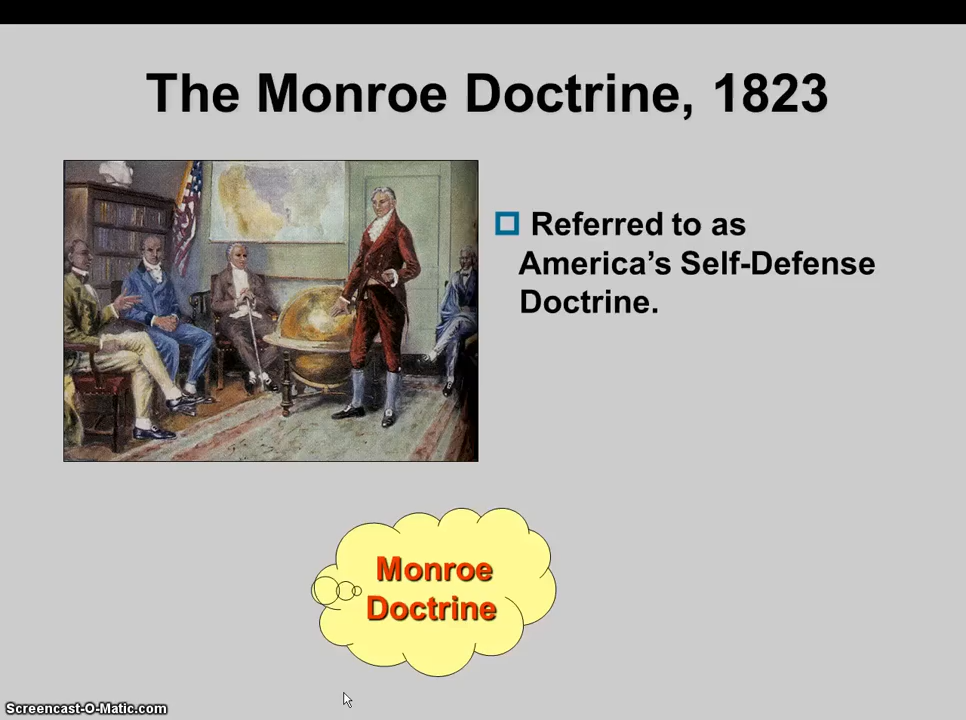 The Monroe Doctrine, 1823
Referred to as
America’s Self-Defense
Doctrine.
Monroe
Doctrine
Screencast-O-Matic.com